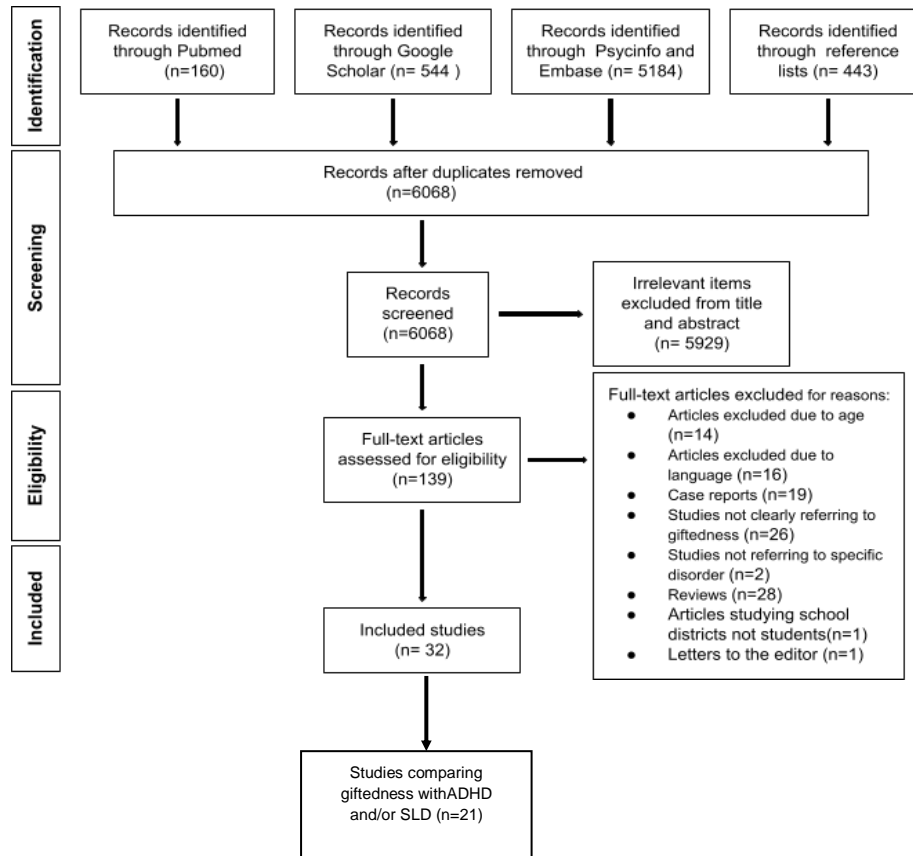 Identification
Records identified
through Pubmed
(n=160)
Records identified
through Google
Scholar (n= 544 )
Records identified
through Psycinfo and
Embase (n= 5184)
Records identified
through reference
lists (n= 443)
Screening
Records after duplicates removed
(n=6068)
Records
screened
(n=6068)
Irrelevant items
excluded from title
and abstract
(n= 5929)
Eligibility
Full-text articles
assessed for eligibility
(n=139)
Full-text articles excluded for reasons:
● Articles excluded due to age
(n=14)
● Articles excluded due to
language (n=16)
● Case reports (n=19)
● Studies not clearly referring to
giftedness (n=26)
● Studies not referring to specific
disorder (n=2)
● Reviews (n=28)
● Articles studying school
districts not students(n=1)
● Letters to the editor (n=1)
Included
Included studies
(n= 32)
Studies comparing
giftedness withADHD
and/or SLD (n=21)